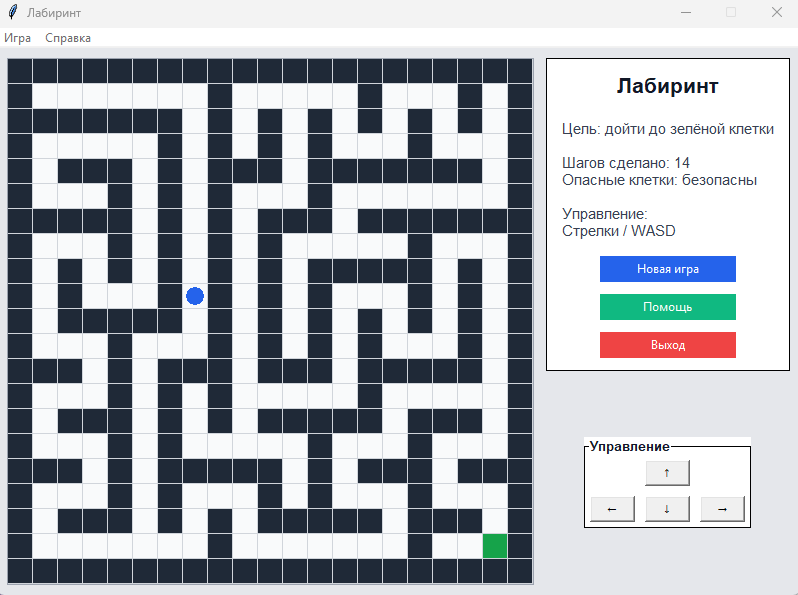 Лабиринт
Игра Справка
Лабиринт
Цель: дойти до зелёной клетки
Шагов сделано: 14
Опасные клетки: безопасны
Управление:
Стрелки / WASD
Новая игра
Помощь
Выход
Управление
↑
← ↓ →